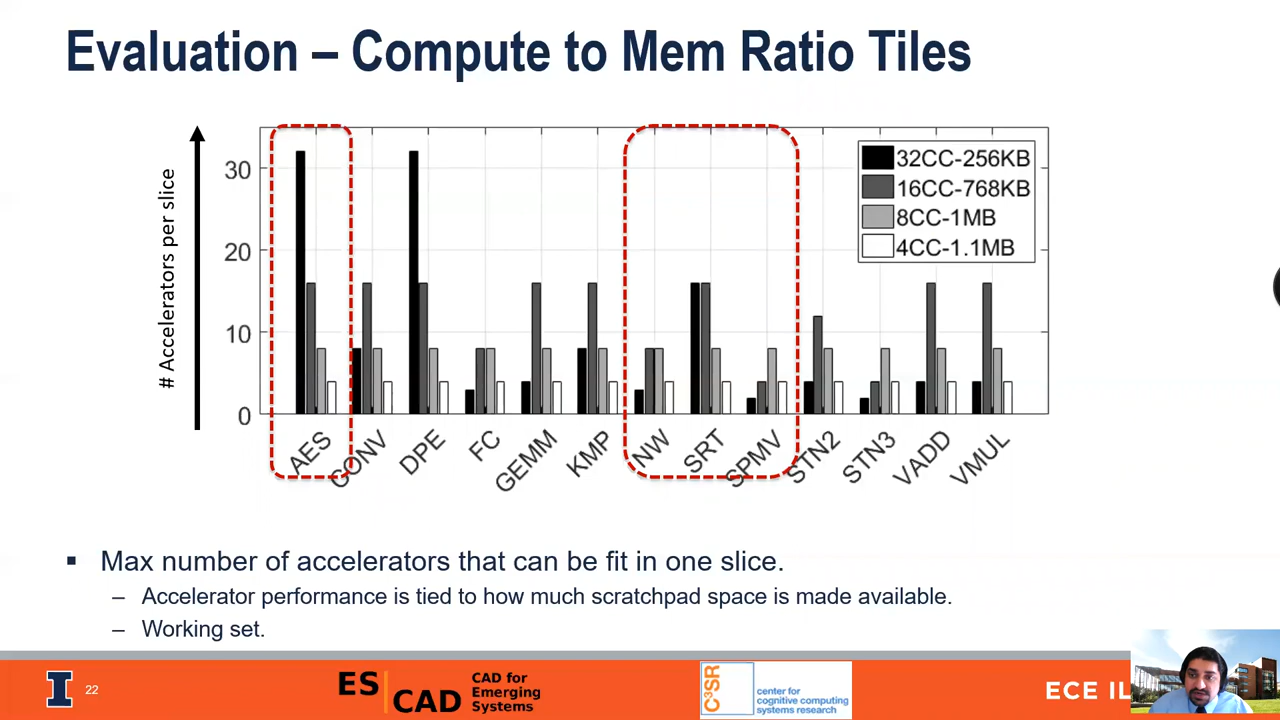 Evaluation – Compute to Mem Ratio Tiles
# Accelerators per slice
30
20
10
0
32CC-256KB
16CC-768KB
8CC-1MB
4CC-1.1MB
AES
CONV
DPE
FC
GEMM
KMP
NW
SRT
SPMV
STN2
STN3
VADD
VMUL
▪ Max number of accelerators that can be fit in one slice.
– Accelerator performance is tied to how much scratchpad space is made available.
– Working set.
I
22
ES CAD
CAD for
Emerging
Systems
C³SR
center for
cognitive computing
systems research
ECE IL